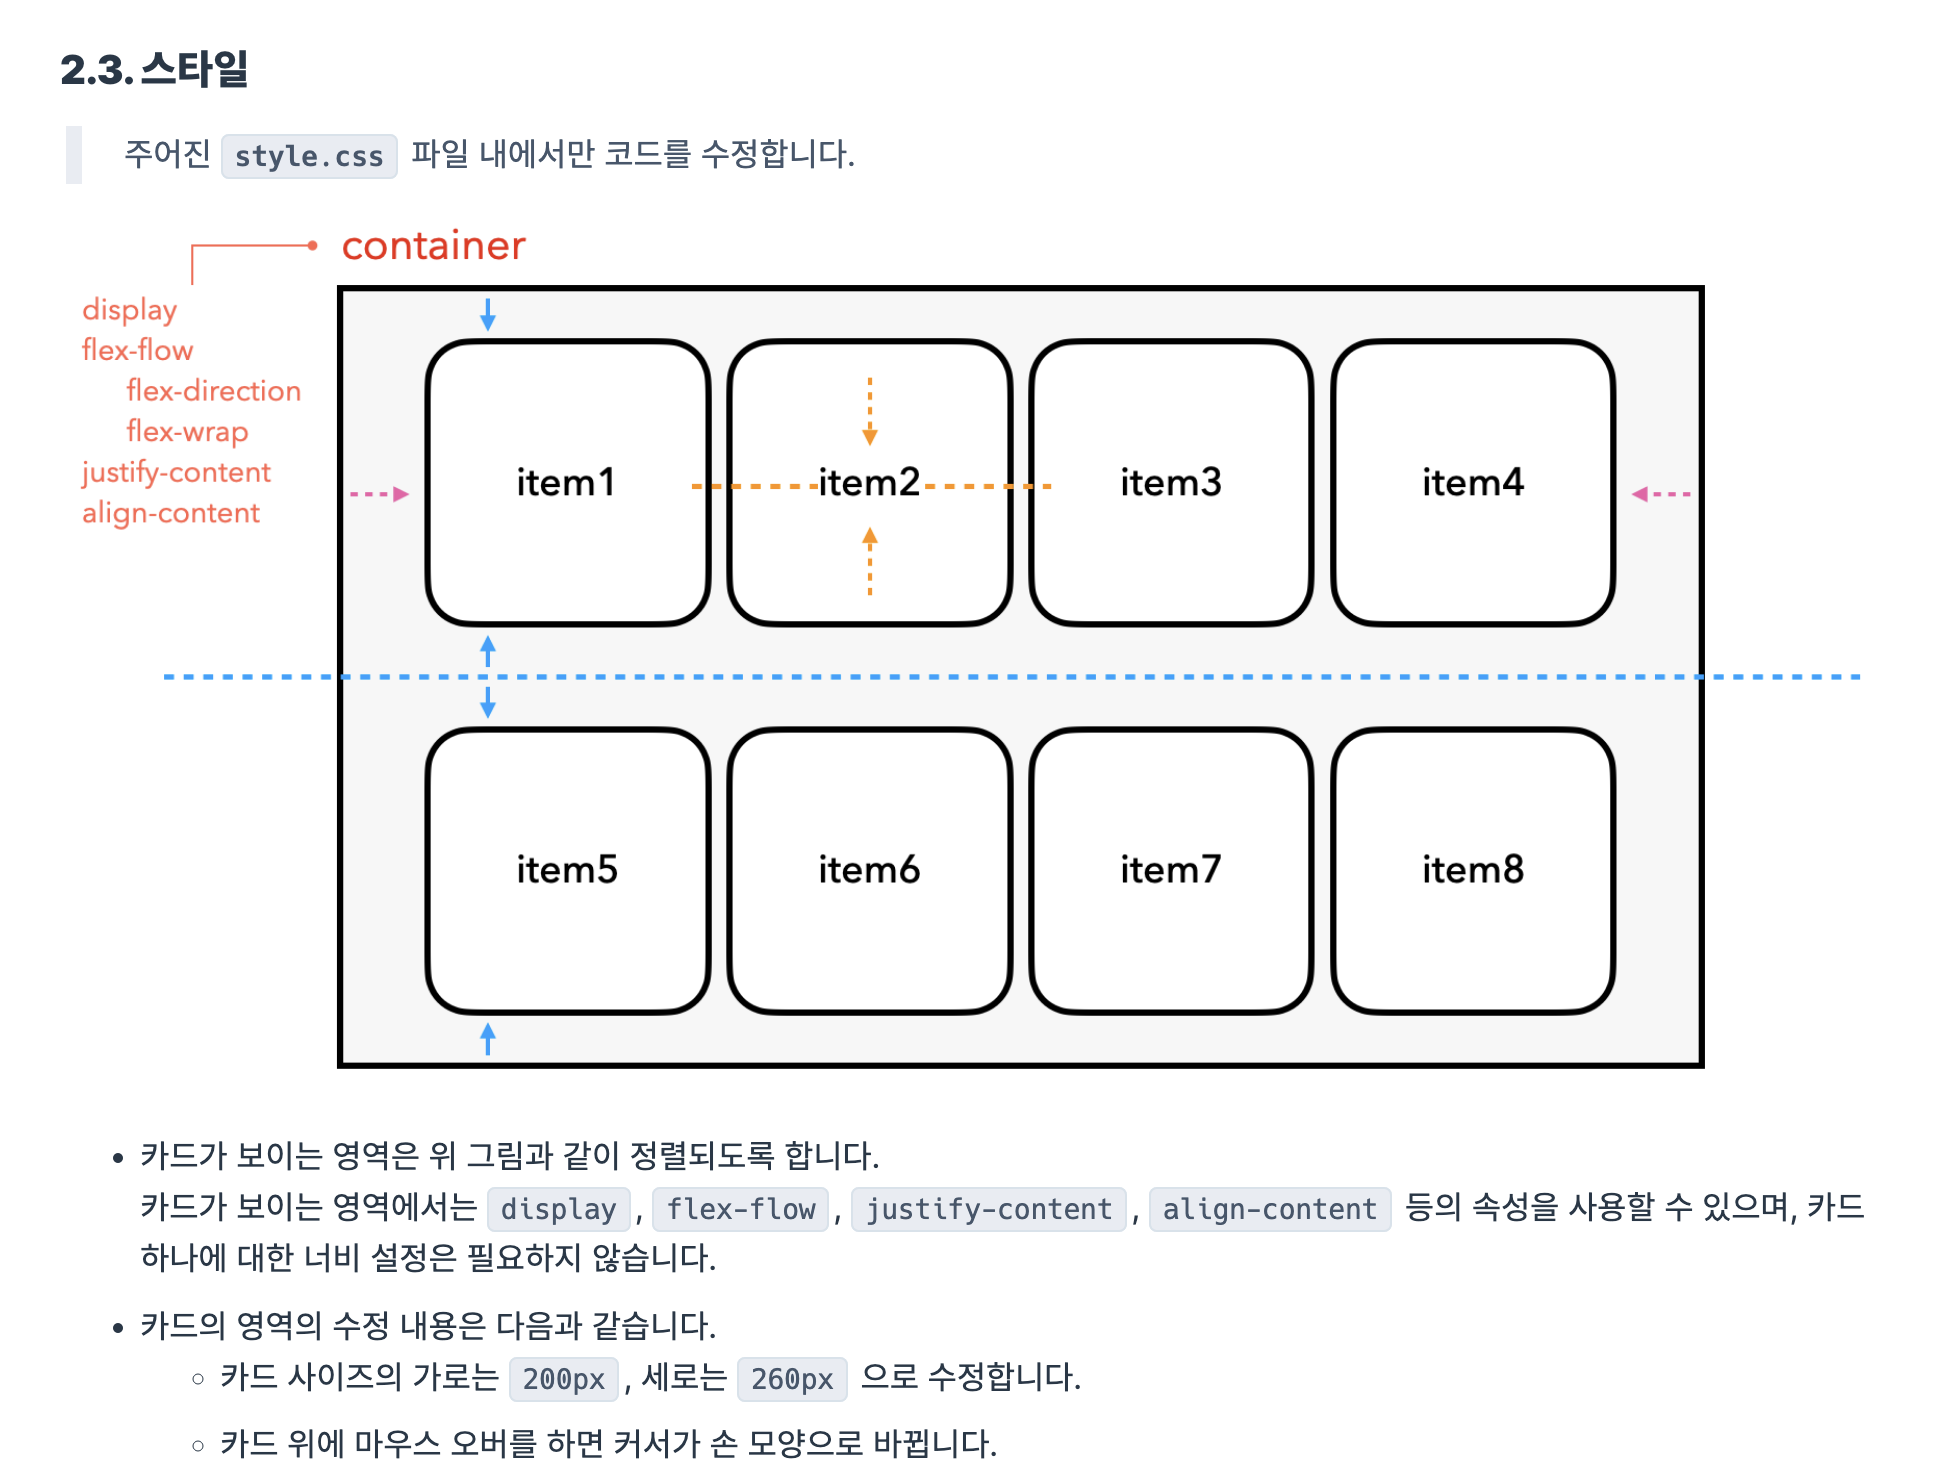 2.3. 스타일
주어진 style.css 파일 내에서만 코드를 수정합니다.
container
display
flex-flow
flex-direction
flex-wrap
justify-content
align-content
item1
item2
item3
item4
item5
item6
item7
item8
카드가 보이는 영역은 위 그림과 같이 정렬되도록 합니다.
카드가 보이는 영역에서는 display, flex-flow, justify-content, align-content 등의 속성을 사용할 수 있으며, 카드
하나에 대한 너비 설정은 필요하지 않습니다.
카드의 영역의 수정 내용은 다음과 같습니다.
카드 사이즈의 가로는 200px, 세로는 260px 으로 수정합니다.
카드 위에 마우스 오버를 하면 커서가 손 모양으로 바뀝니다.